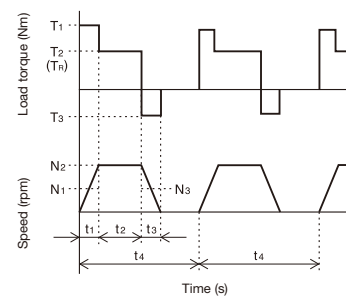 Load torque (Nm)
T1
T2
(TR)
T3
Speed (rpm)
N2
N1
N3
t1 t2 t3
t4 t4
Time (s)